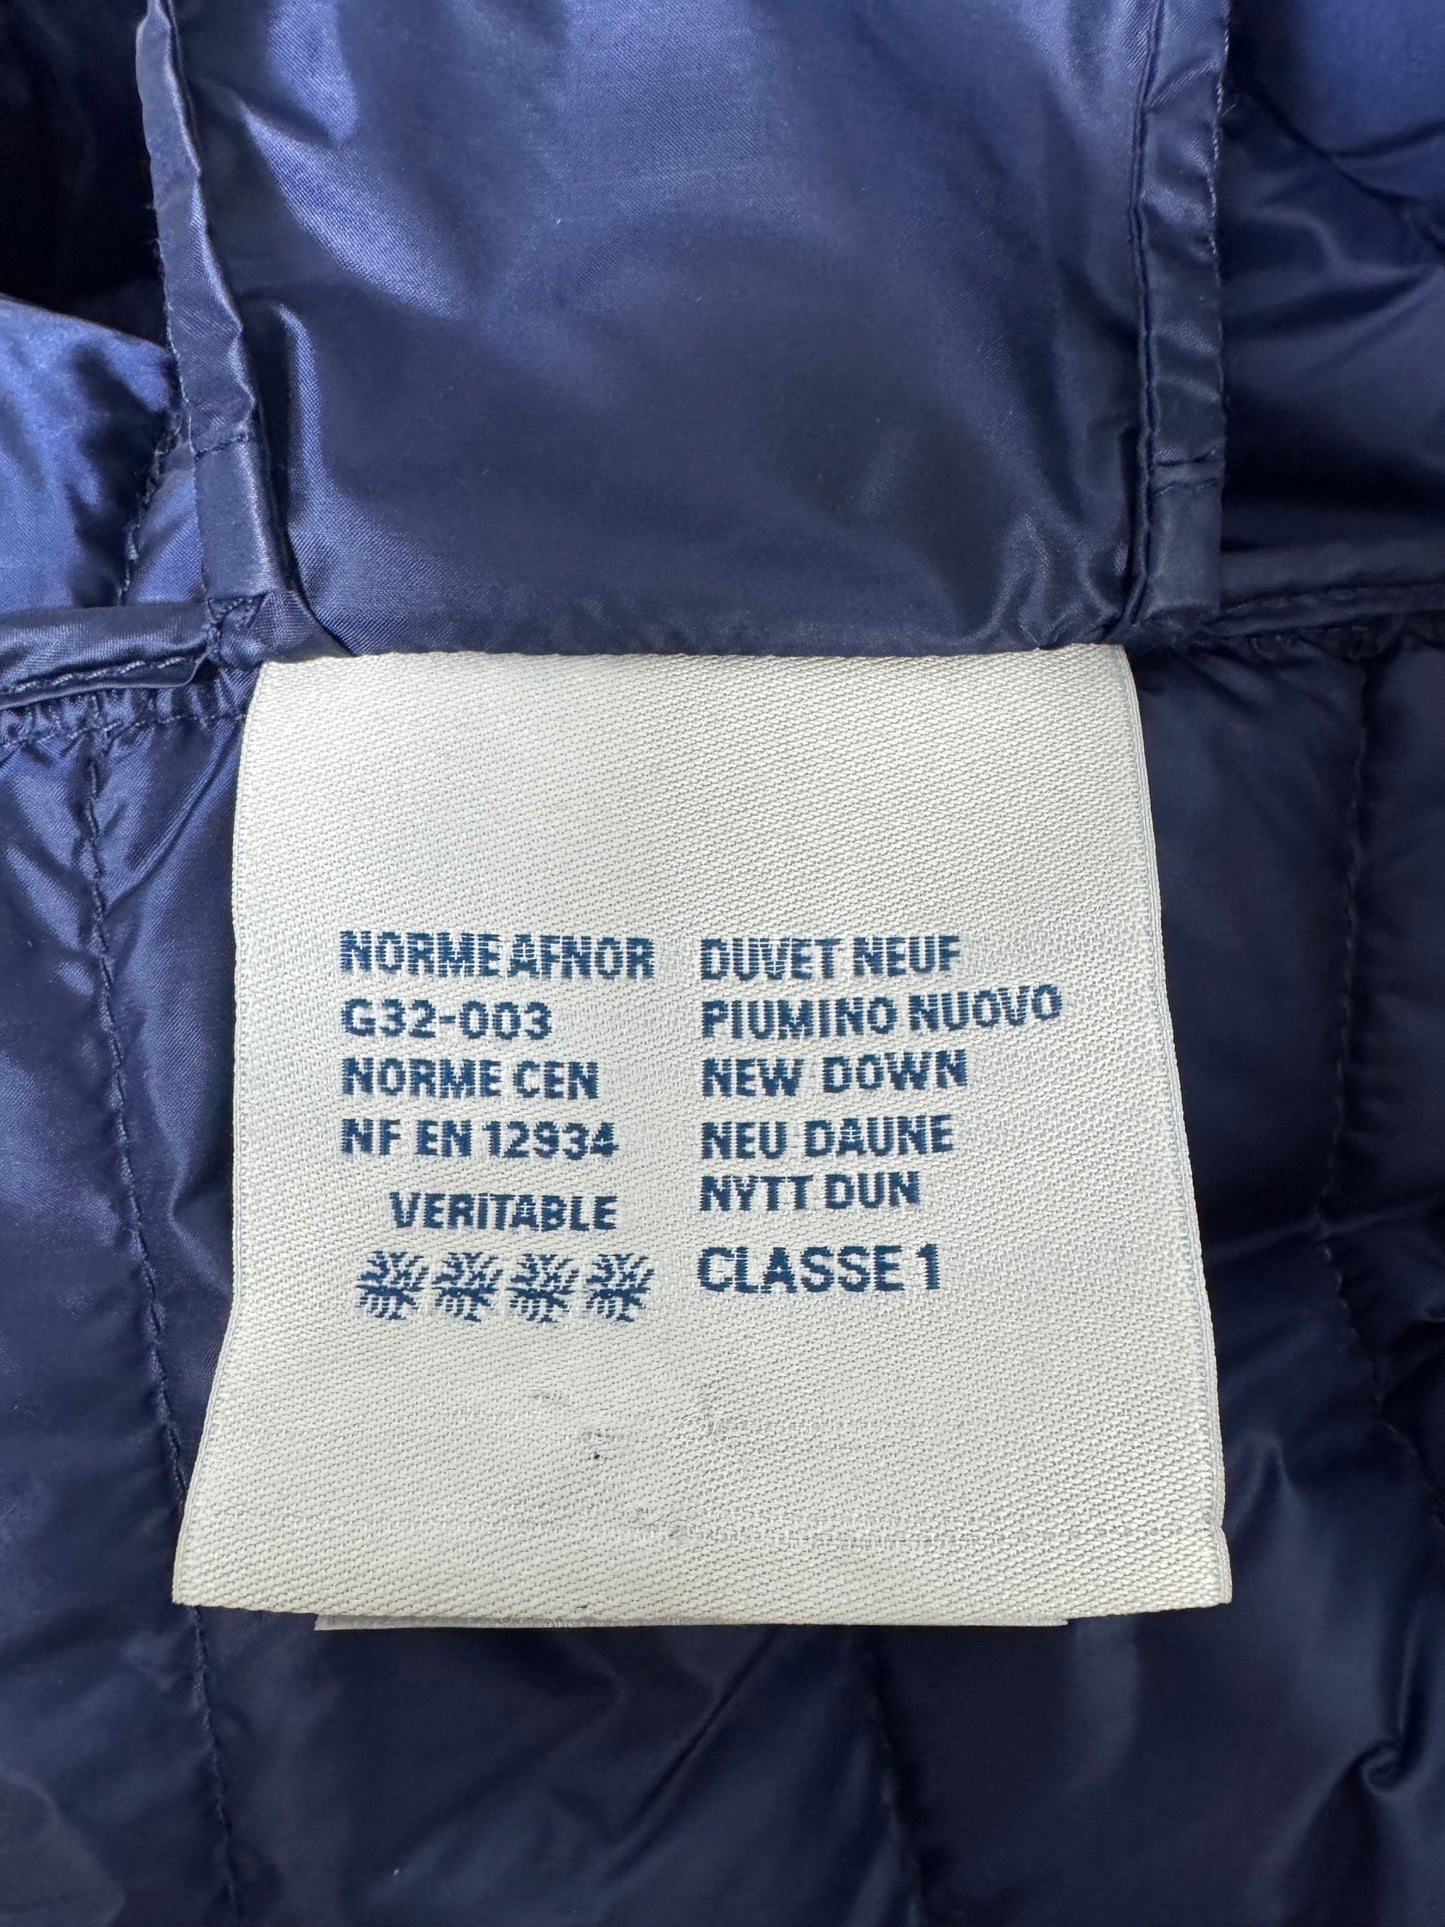 NORME AFNOR
G32-003
NORME CEN
NF EN 12934
VERITABLE
DUVET NEUF
PIUMINO NUOVO
NEW DOWN
NEU DAUNE
NYTT DUN
CLASSE 1